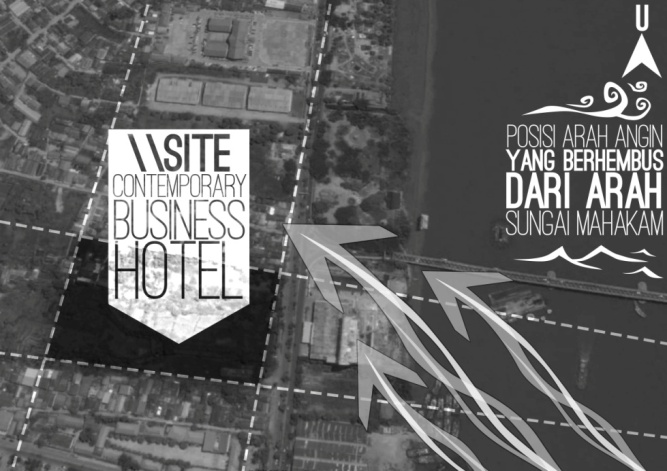 \\SITE
CONTEMPORARY
BUSINESS
HOTEL
U
POSISI ARAH ANGIN
YANG BERHEMBUS
DARI ARAH
SUNGAI MAHAKAM